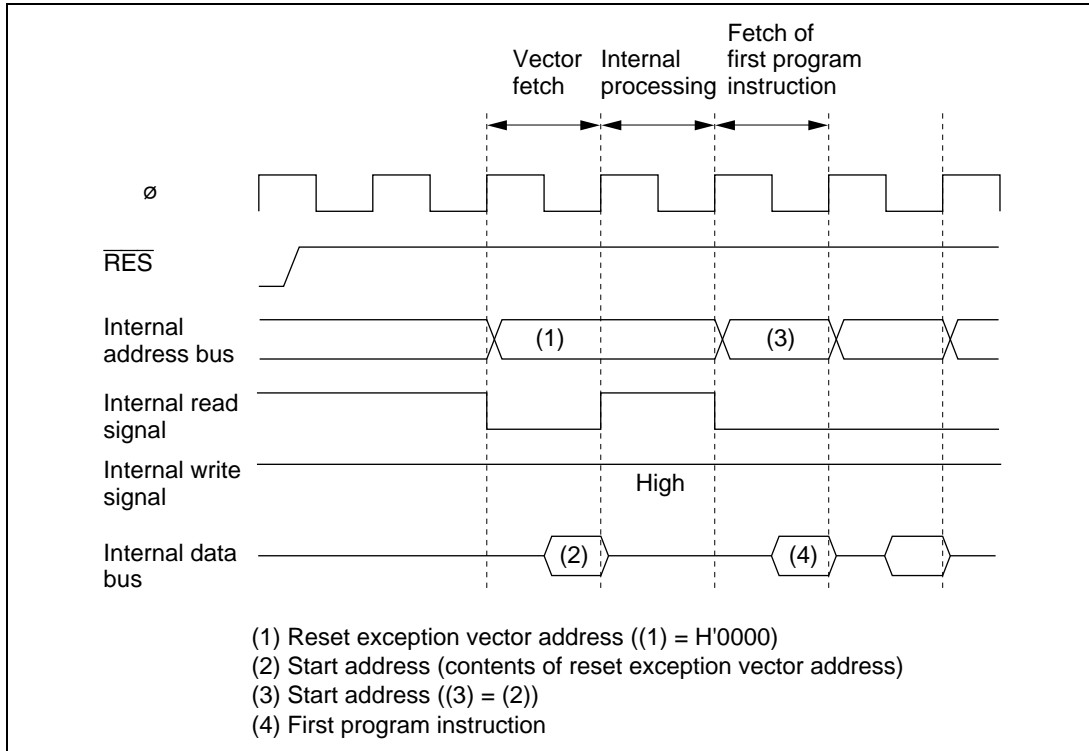 Vector
fetch
Internal
processing
Fetch of
first program
instruction
ø
RES
Internal
address bus
(1)
(3)
Internal read
signal
Internal write
signal
High
Internal data
bus
(2)
(4)
(1) Reset exception vector address ((1) = H'0000)
(2) Start address (contents of reset exception vector address)
(3) Start address ((3) = (2))
(4) First program instruction